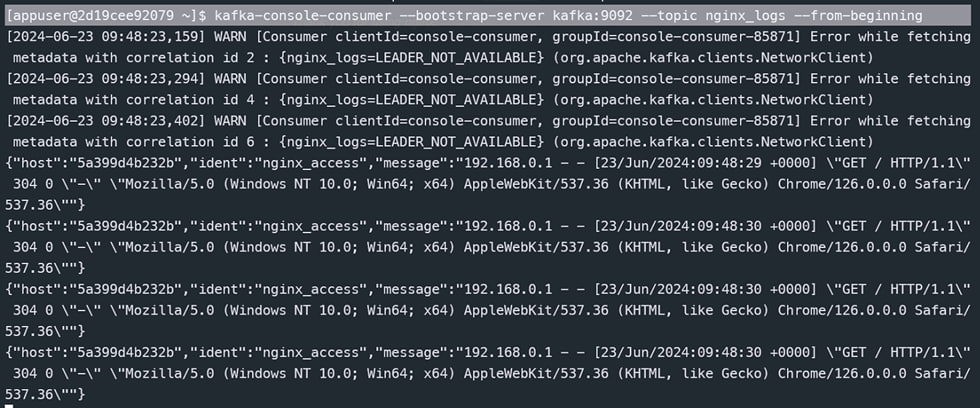 [appuser@2d19cee92079 ~]$ kafka-console-consumer --bootstrap-server kafka:9092 --topic nginx_logs --from-beginning
[2024-06-23 09:48:23,159] WARN [Consumer clientId=console-consumer, groupId=console-consumer-85871] Error while fetching
 metadata with correlation id 2 : {nginx_logs=LEADER_NOT_AVAILABLE} (org.apache.kafka.clients.NetworkClient)
[2024-06-23 09:48:23,294] WARN [Consumer clientId=console-consumer, groupId=console-consumer-85871] Error while fetching
 metadata with correlation id 4 : {nginx_logs=LEADER_NOT_AVAILABLE} (org.apache.kafka.clients.NetworkClient)
[2024-06-23 09:48:23,402] WARN [Consumer clientId=console-consumer, groupId=console-consumer-85871] Error while fetching
 metadata with correlation id 6 : {nginx_logs=LEADER_NOT_AVAILABLE} (org.apache.kafka.clients.NetworkClient)
{"host":"5a399d4b232b","ident":"nginx_access","message":"192.168.0.1 - - [23/Jun/2024:09:48:29 +0000] \"GET / HTTP/1.1\"
 304 0 \"-\" \"Mozilla/5.0 (Windows NT 10.0; Win64; x64) AppleWebKit/537.36 (KHTML, like Gecko) Chrome/126.0.0.0 Safari/
537.36\""}
{"host":"5a399d4b232b","ident":"nginx_access","message":"192.168.0.1 - - [23/Jun/2024:09:48:30 +0000] \"GET / HTTP/1.1\"
 304 0 \"-\" \"Mozilla/5.0 (Windows NT 10.0; Win64; x64) AppleWebKit/537.36 (KHTML, like Gecko) Chrome/126.0.0.0 Safari/
537.36\""}
{"host":"5a399d4b232b","ident":"nginx_access","message":"192.168.0.1 - - [23/Jun/2024:09:48:30 +0000] \"GET / HTTP/1.1\"
 304 0 \"-\" \"Mozilla/5.0 (Windows NT 10.0; Win64; x64) AppleWebKit/537.36 (KHTML, like Gecko) Chrome/126.0.0.0 Safari/
537.36\""}
{"host":"5a399d4b232b","ident":"nginx_access","message":"192.168.0.1 - - [23/Jun/2024:09:48:30 +0000] \"GET / HTTP/1.1\"
 304 0 \"-\" \"Mozilla/5.0 (Windows NT 10.0; Win64; x64) AppleWebKit/537.36 (KHTML, like Gecko) Chrome/126.0.0.0 Safari/
537.36\""}